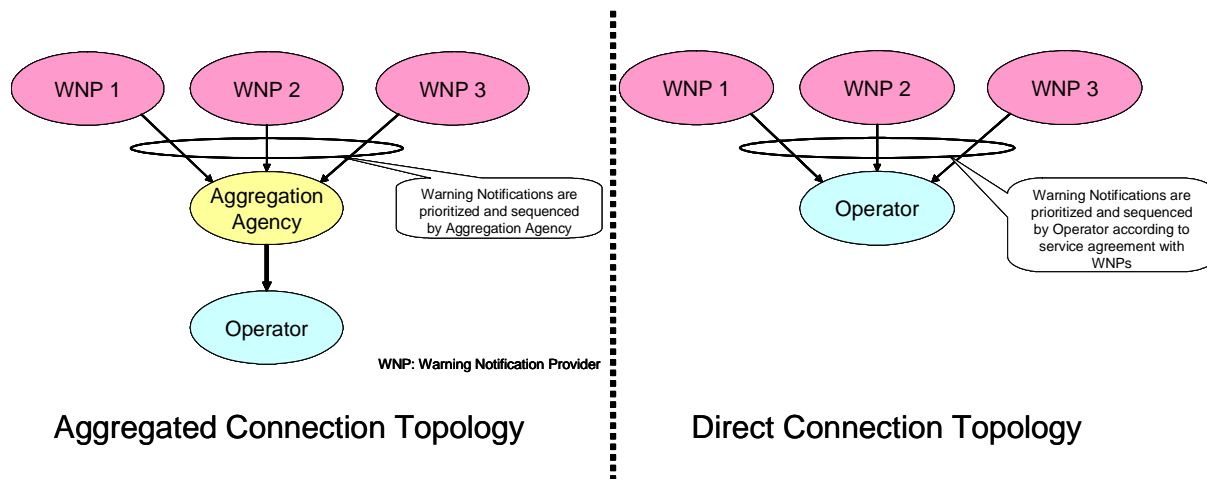 WNP 1
WNP 2
WNP 3
Aggregation
Agency
Warning Notifications are
prioritized and sequenced
by Aggregation Agency
Operator
WNP: Warning Notification Provider
Aggregated Connection Topology
WNP 1
WNP 2
WNP 3
Operator
Warning Notifications are
prioritized and sequenced
by Operator according to
service agreement with
WNPs
Direct Connection Topology